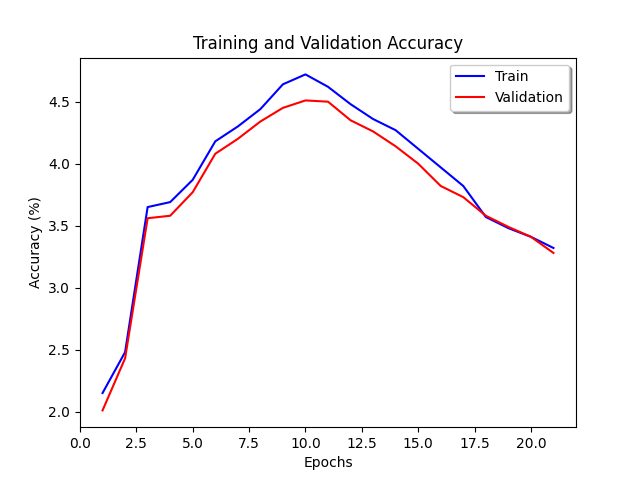 Training and Validation Accuracy
Train
Validation
Accuracy (%)
4.5
4.0
3.5
3.0
2.5
2.0
0.0 2.5 5.0 7.5 10.0 12.5 15.0 17.5 20.0
Epochs